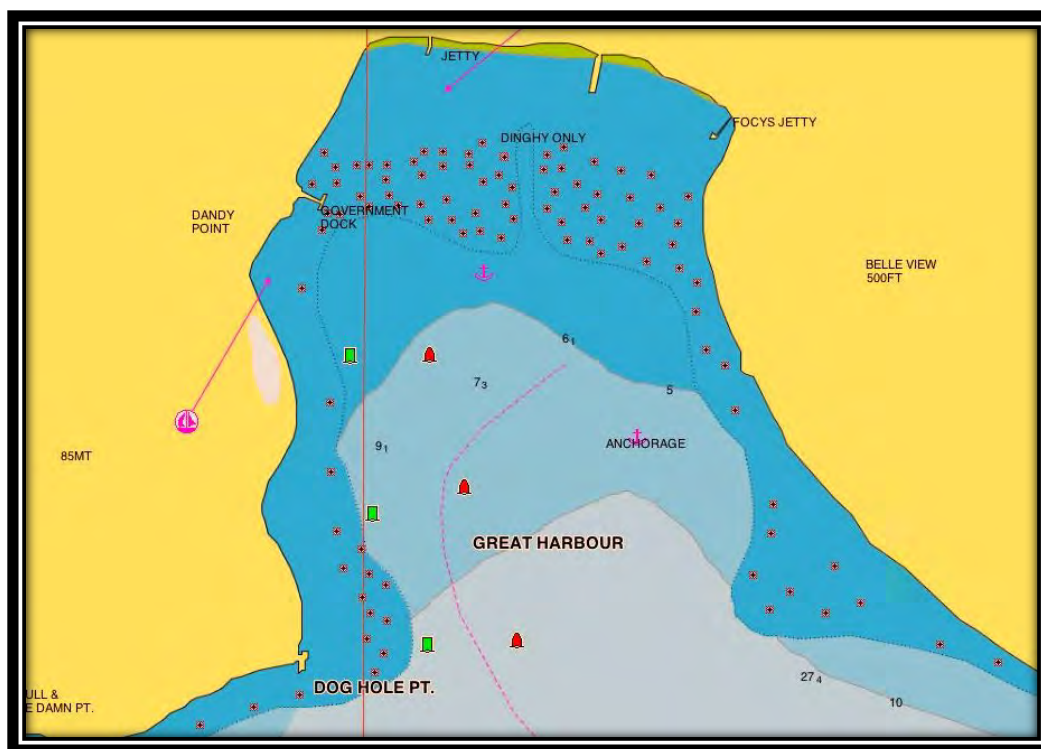 JETTY
FOCYS JETTY
DINGHY ONLY
DANDY
POINT
GOVERNMENT
DOCK
BELLE VIEW
500FT
6₁
7₃
5
9₁
ANCHORAGE
85MT
GREAT HARBOUR
27₄
DOG HOLE PT.
10
ULL &
E DAMN PT.